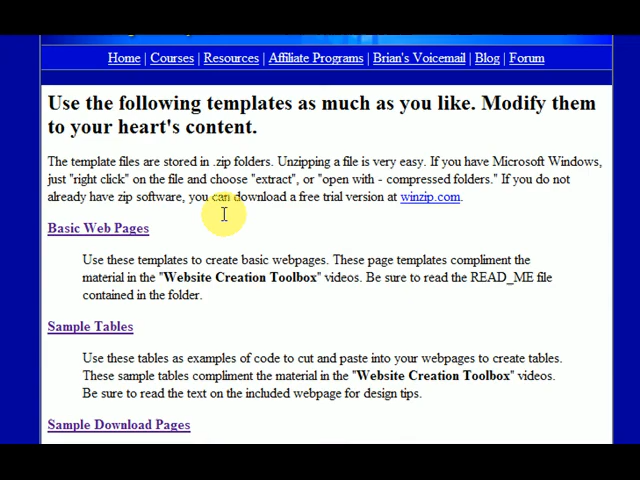 Home | Courses | Resources | Affiliate Programs | Brian's Voicemail | Blog | Forum
Use the following templates as much as you like. Modify them
to your heart's content.
The template files are stored in .zip folders. Unzipping a file is very easy. If you have Microsoft Windows,
just "right click" on the file and choose "extract", or "open with - compressed folders." If you do not
already have zip software, you can download a free trial version at winzip.com.
Basic Web Pages
Use these templates to create basic webpages. These page templates compliment the
material in the "Website Creation Toolbox" videos. Be sure to read the READ_ME file
contained in the folder.
Sample Tables
Use these tables as examples of code to cut and paste into your webpages to create tables.
These sample tables compliment the material in the "Website Creation Toolbox" videos.
Be sure to read the text on the included webpage for design tips.
Sample Download Pages